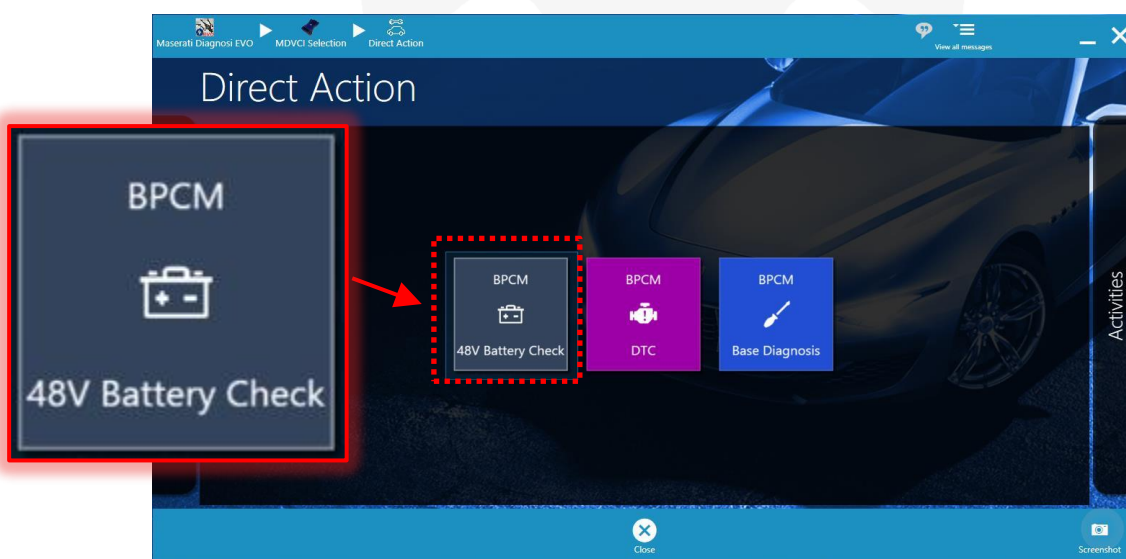 Maserati Diagnosi EVO
MDVCI Selection
Direct Action
View all messages
Direct Action
BPCM
48V Battery Check
BPCM
48V Battery Check
BPCM
DTC
BPCM
Base Diagnosis
Activities
Close
Screenshot